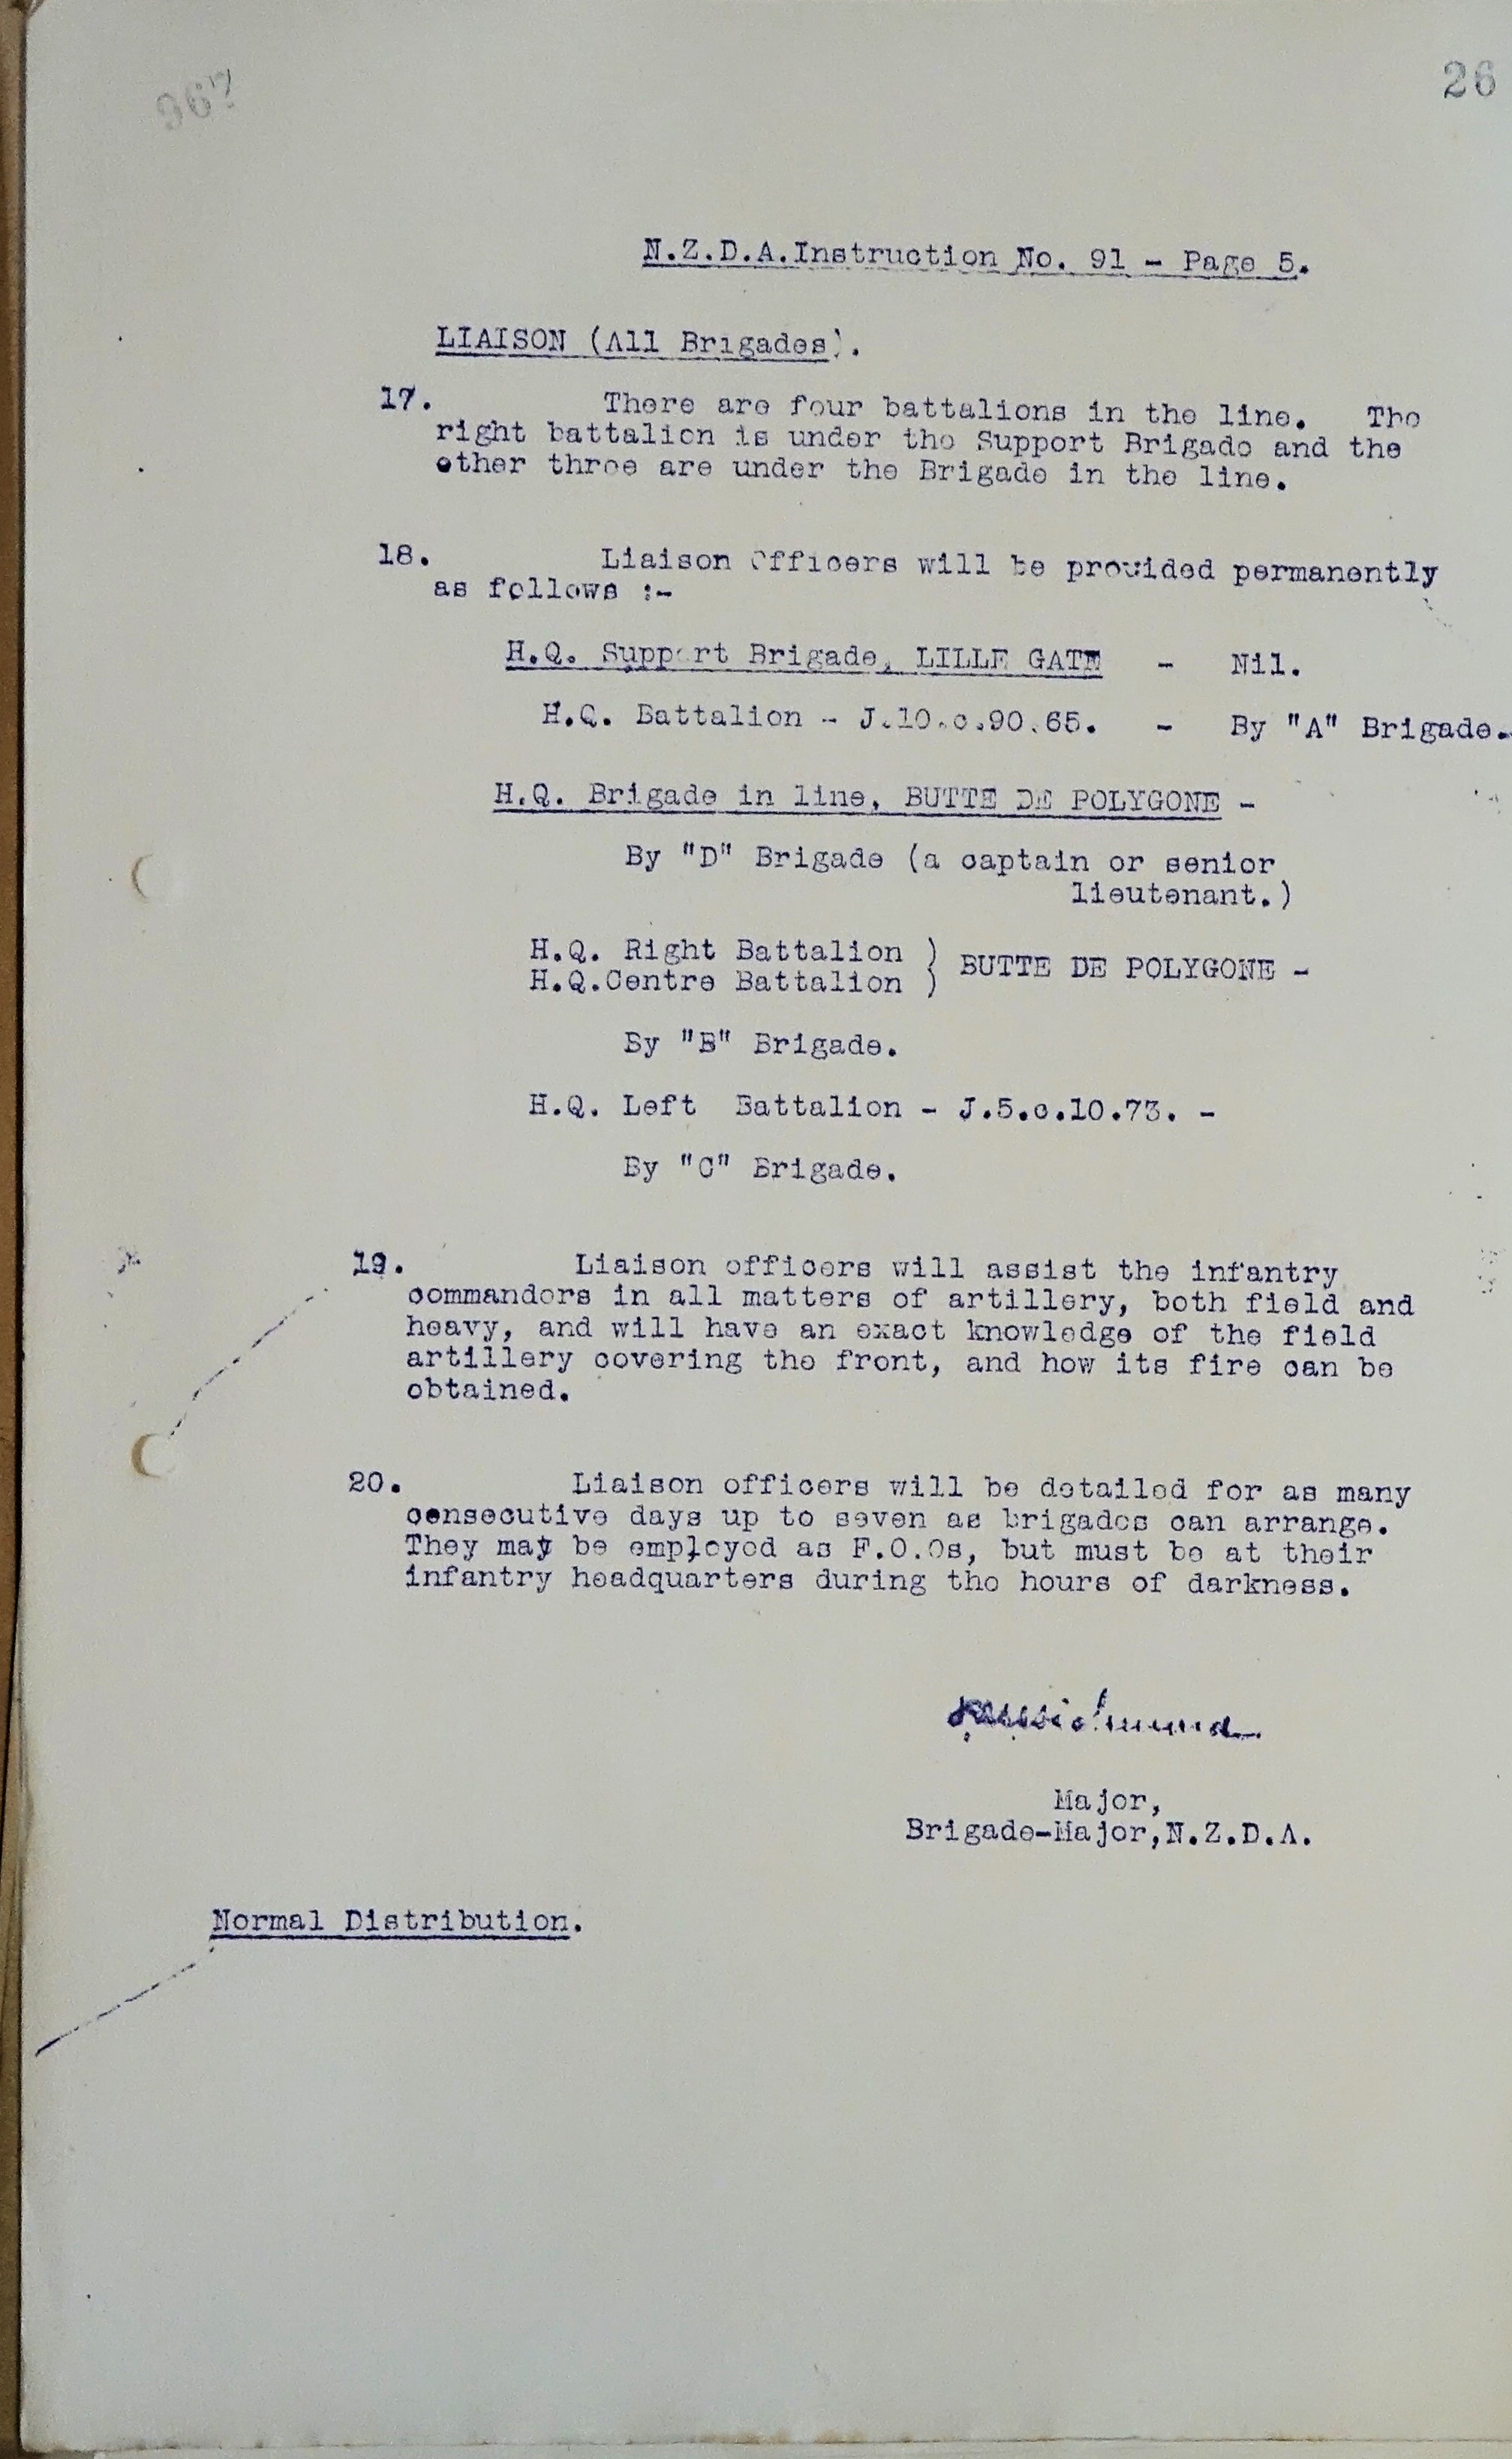 967
26
N.Z.D.A.Instruction No. 91 - Page 5.
LIAISON (All Brigades).
17. There are four battalions in the line. The
right battalion is under the Support Brigade and the
other three are under the Brigade in the line.
18. Liaison Officers will be provided permanently
as follows :-
H.Q. Support Brigade, LILLE GATE - Nil.
H.Q. Battalion - J.10.c.90.65. - By "A" Brigade.
H.Q. Brigade in line, BUTTE DE POLYGONE -
By "D" Brigade (a captain or senior
lieutenant.)
H.Q. Right Battalion )
H.Q.Centre Battalion ) BUTTE DE POLYGONE -
By "B" Brigade.
H.Q. Left Battalion - J.5.c.10.73. -
By "C" Brigade.
19. Liaison officers will assist the infantry
commanders in all matters of artillery, both field and
heavy, and will have an exact knowledge of the field
artillery covering the front, and how its fire can be
obtained.
20. Liaison officers will be detailed for as many
consecutive days up to seven as brigades can arrange.
They may be employed as F.O.Os, but must be at their
infantry headquarters during the hours of darkness.
Major,
Brigade-Major,N.Z.D.A.
Normal Distribution.